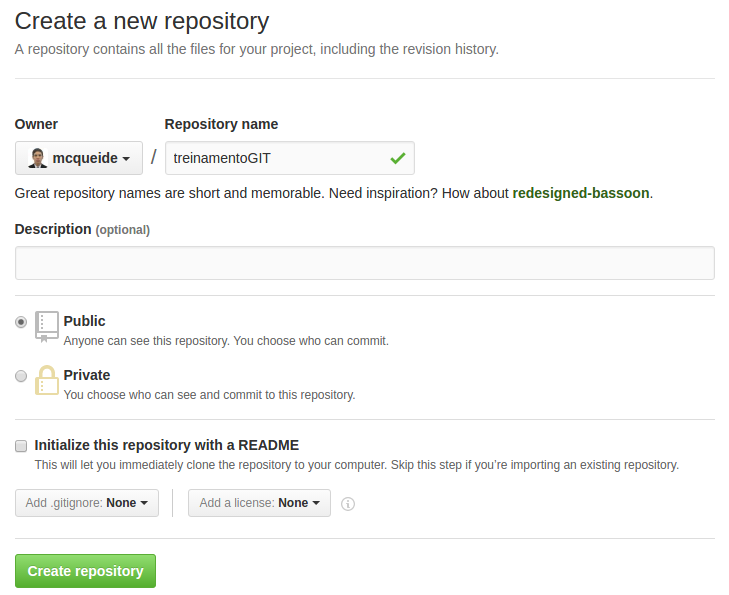 Create a new repository
A repository contains all the files for your project, including the revision history.
Owner
Repository name
mcqueide / treinamentoGIT
Great repository names are short and memorable. Need inspiration? How about redesigned-bassoon.
Description (optional)
Public
Anyone can see this repository. You choose who can commit.
Private
You choose who can see and commit to this repository.
Initialize this repository with a README
This will let you immediately clone the repository to your computer. Skip this step if you’re importing an existing repository.
Add .gitignore: None
Add a license: None
Create repository